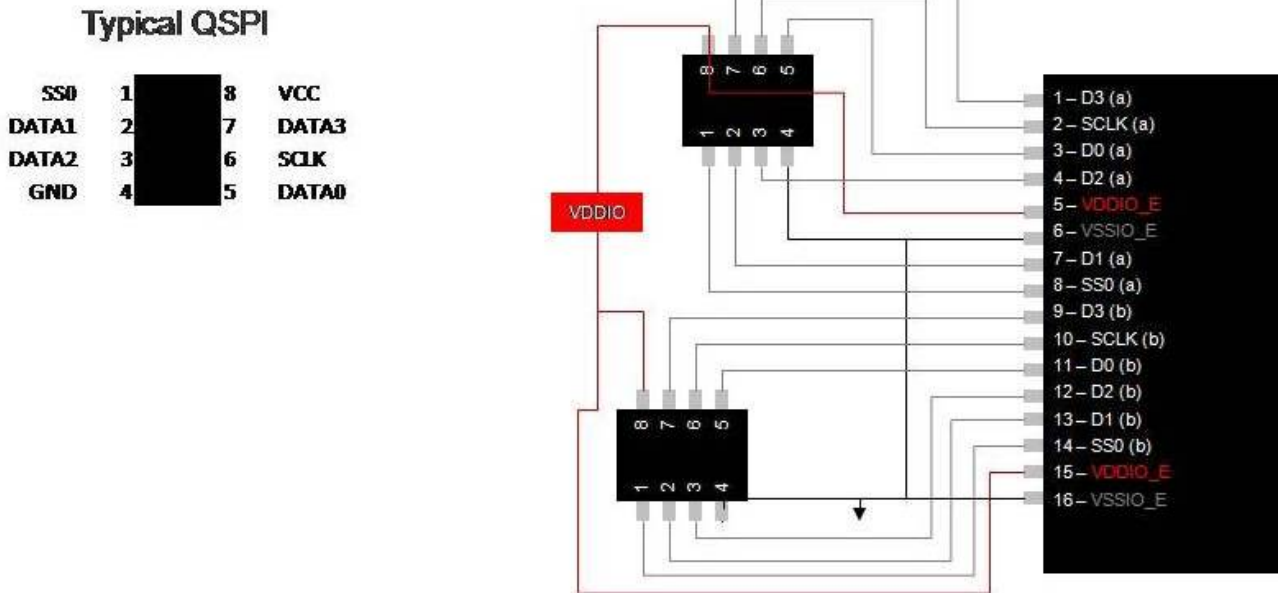 Typical QSPI
SS0 1 8 VCC
DATA1 2 7 DATA3
DATA2 3 6 SCLK
GND 4 5 DATA0
8 7 6 5
1 2 3 4
VDDIO
8 7 6 5
1 2 3 4
1 – D3 (a)
2 – SCLK (a)
3 – D0 (a)
4 – D2 (a)
5 – VDDIO_E
6 – VSSIO_E
7 – D1 (a)
8 – SS0 (a)
9 – D3 (b)
10 – SCLK (b)
11 – D0 (b)
12 – D2 (b)
13 – D1 (b)
14 – SS0 (b)
15 – VDDIO_E
16 – VSSIO_E